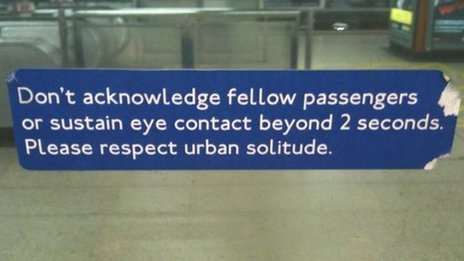 Don't acknowledge fellow passengers
or sustain eye contact beyond 2 seconds.
Please respect urban solitude.